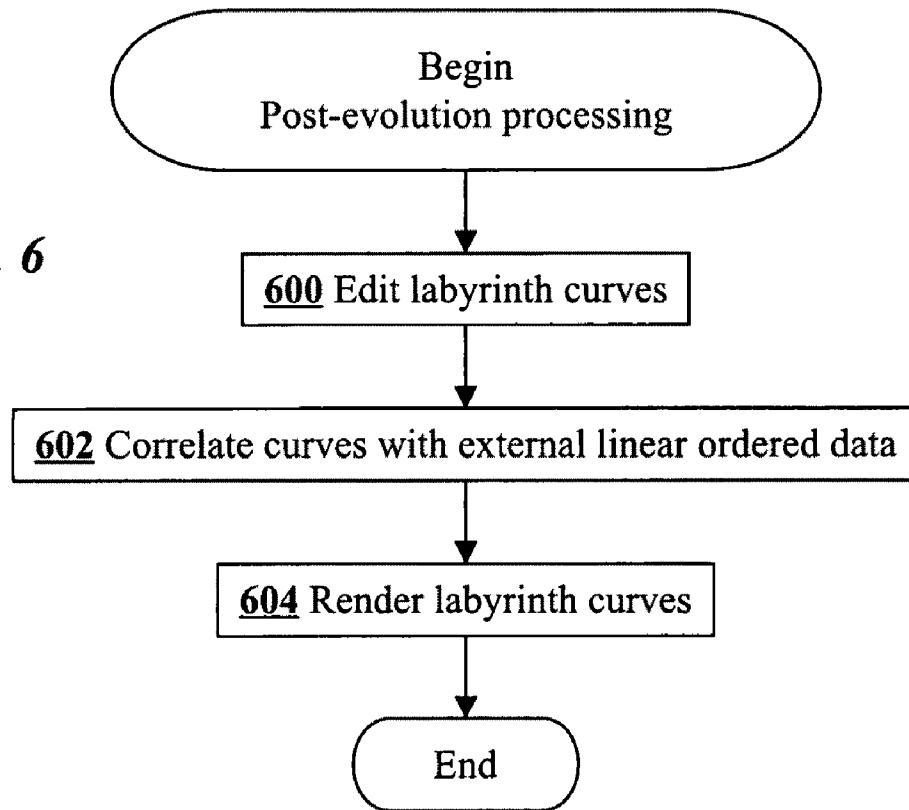 Begin
Post-evolution processing
6
600 Edit labyrinth curves
602 Correlate curves with external linear ordered data
604 Render labyrinth curves
End